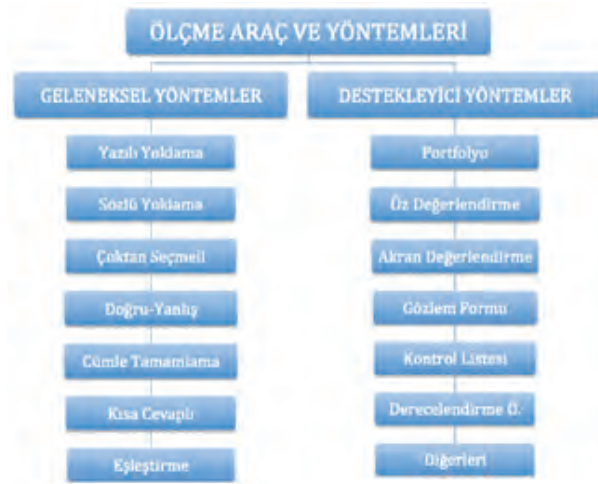 ÖLÇME ARAÇ VE YÖNTEMLERİ
GELENEKSEL YÖNTEMLER
Yazılı Yoklama
Sözlü Yoklama
Çoktan Seçmeli
Doğru-Yanlış
Cümle Tamamlama
Kısa Cevaplı
Eşleştirme
DESTEKLEYİCİ YÖNTEMLER
Portfolyo
Öz Değerlendirme
Akran Değerlendirme
Gözlem Formu
Kontrol Listesi
Derecelendirme Ö.
Diğerleri